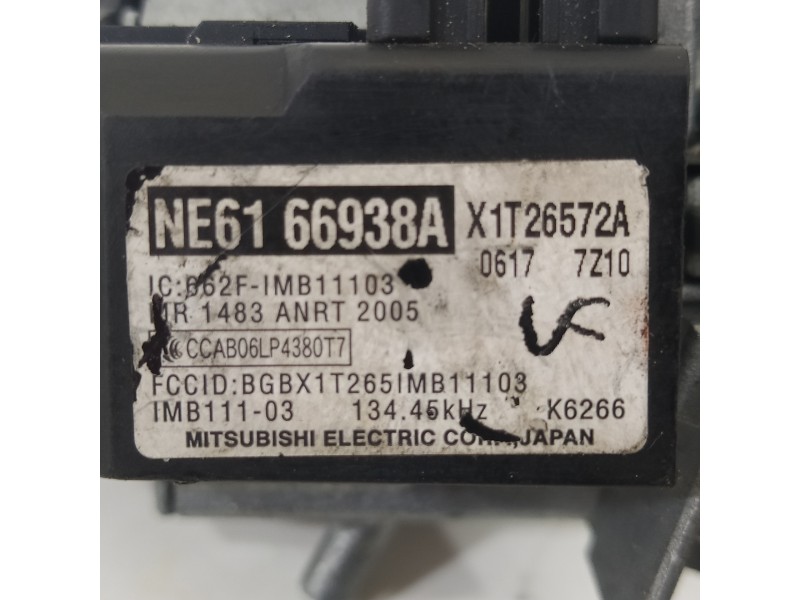 NE61 66938A X1T26572A
0617 7Z10
IC:662F-IMB11103
MR 1483 ANRT 2005
CCAB06LP4380T7
FCCID:BGBX1T265IMB11103
IMB111-03 134.45kHz K6266
MITSUBISHI ELECTRIC CORP.,JAPAN